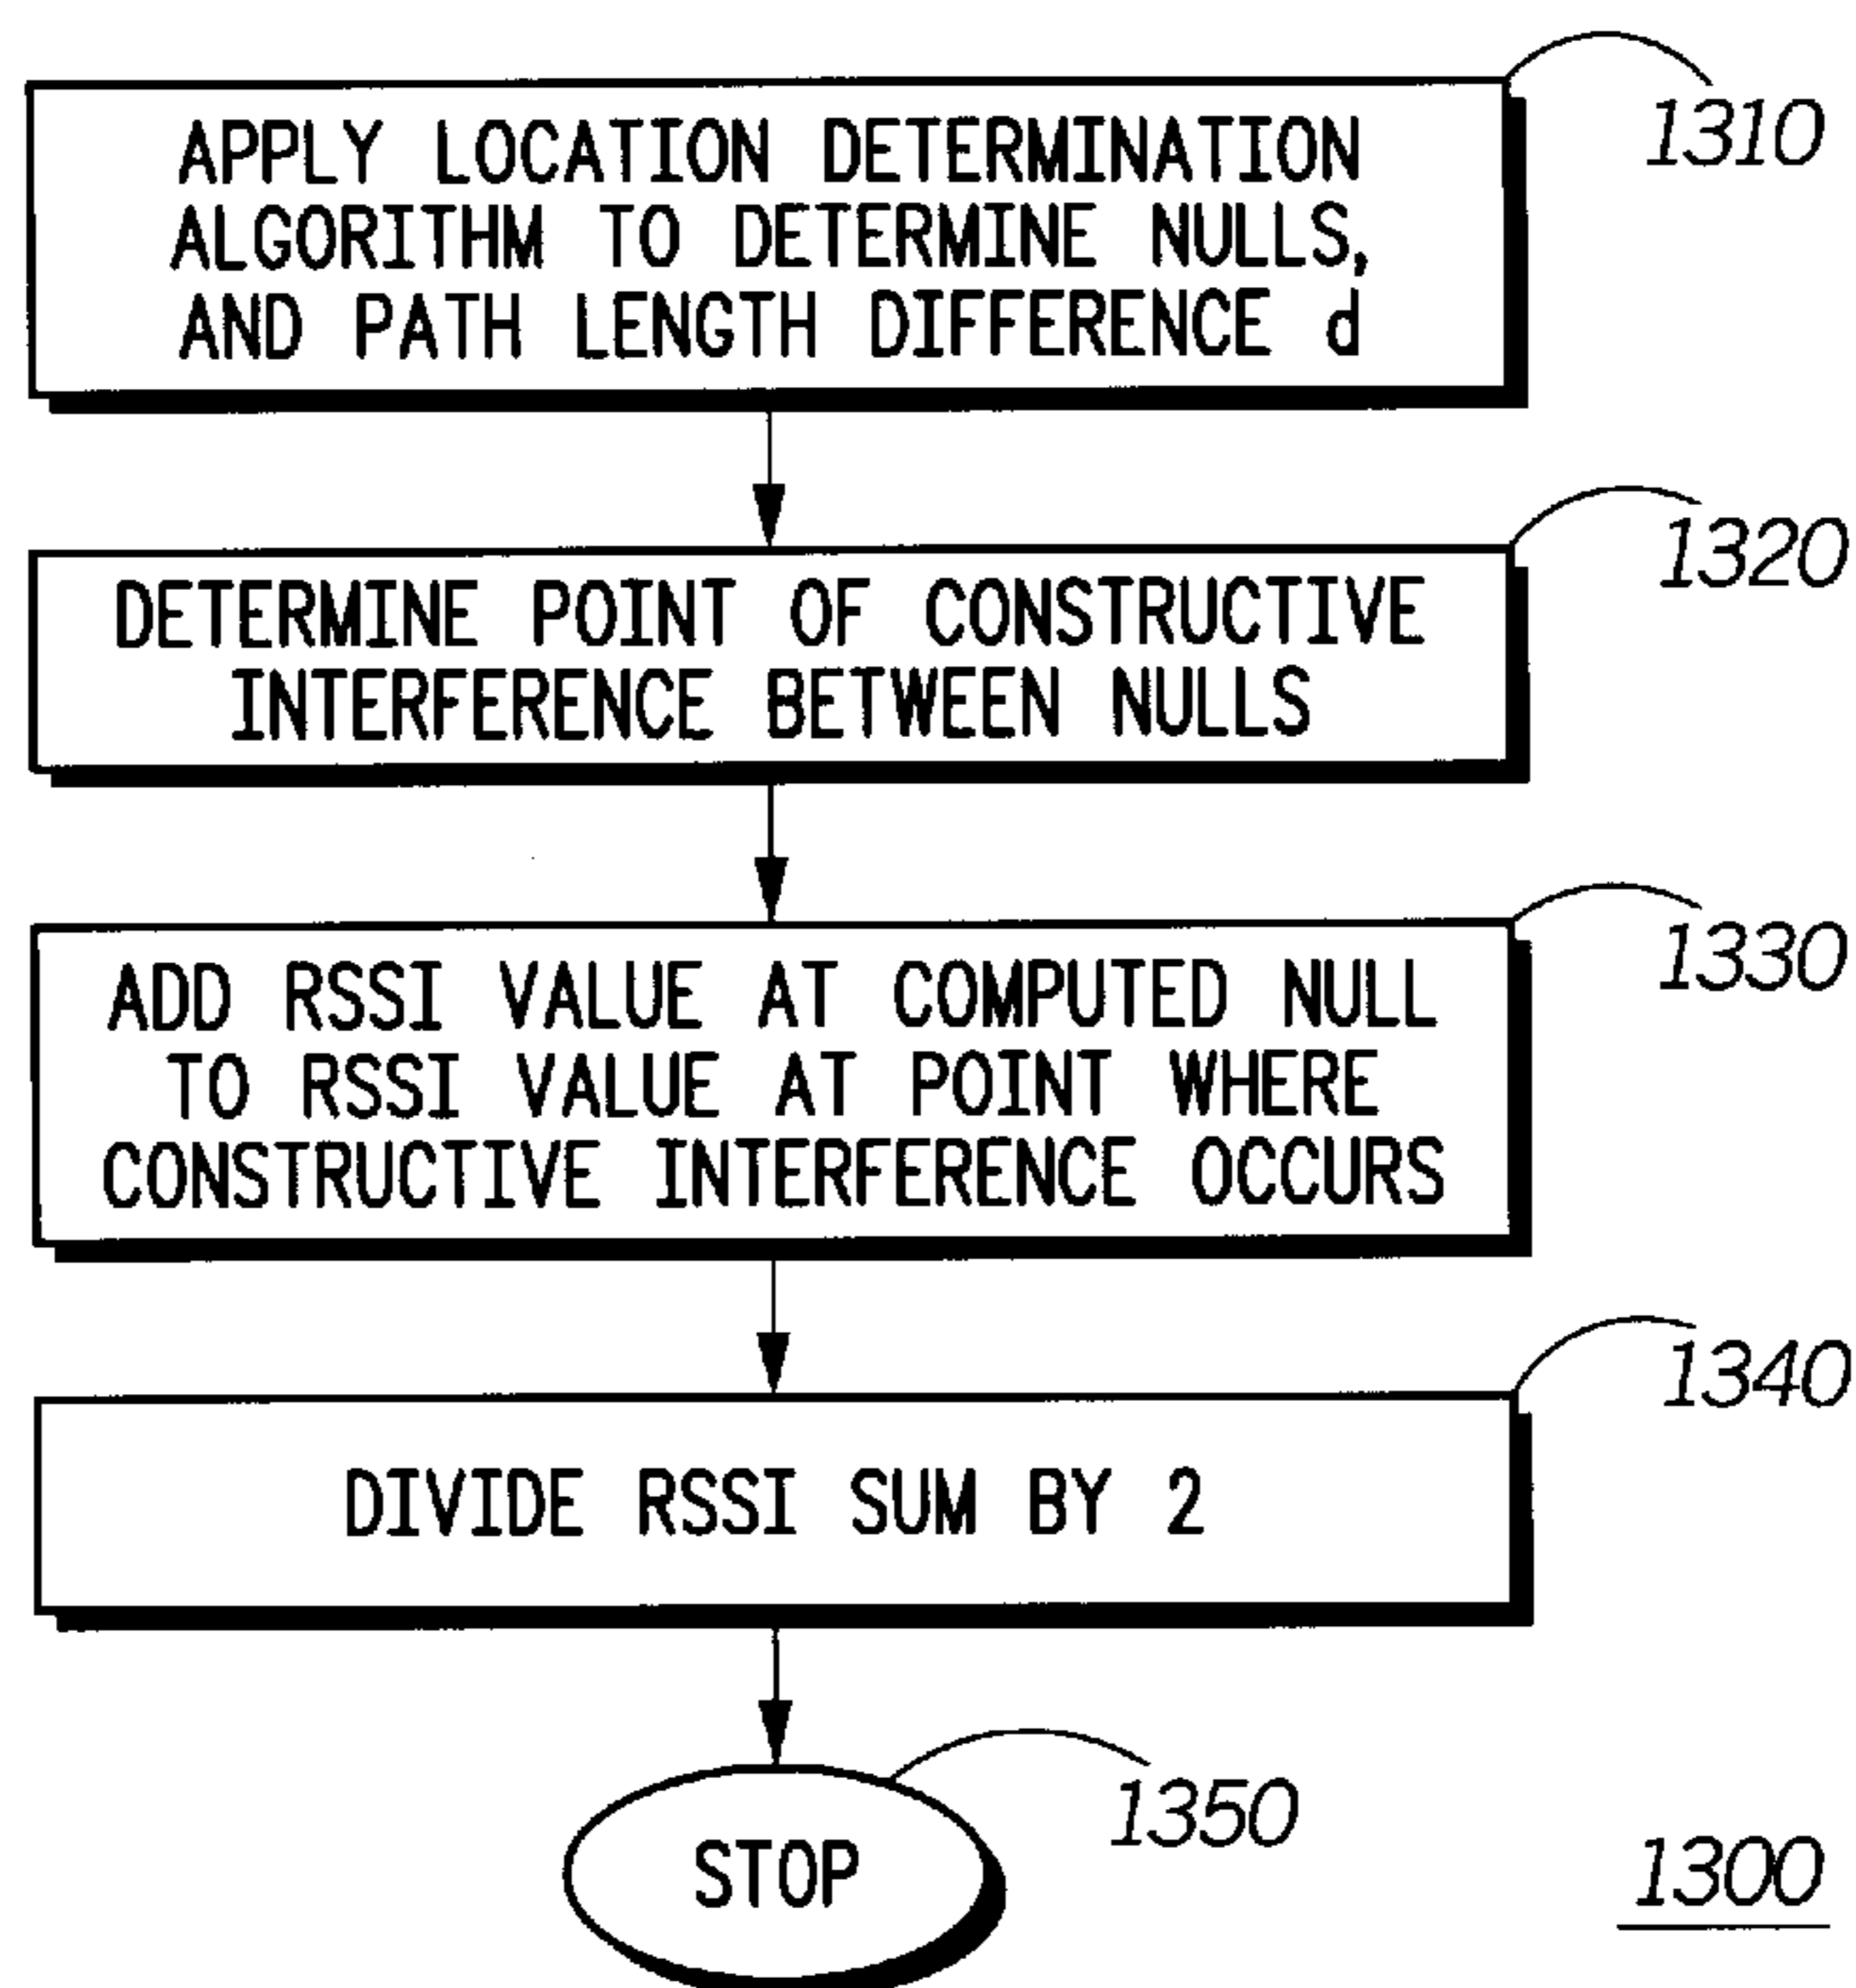 APPLY LOCATION DETERMINATION
ALGORITHM TO DETERMINE NULLS,
AND PATH LENGTH DIFFERENCE d
1310
DETERMINE POINT OF CONSTRUCTIVE
INTERFERENCE BETWEEN NULLS
1320
ADD RSSI VALUE AT COMPUTED NULL
TO RSSI VALUE AT POINT WHERE
CONSTRUCTIVE INTERFERENCE OCCURS
1330
DIVIDE RSSI SUM BY 2
1340
STOP
1350
1300